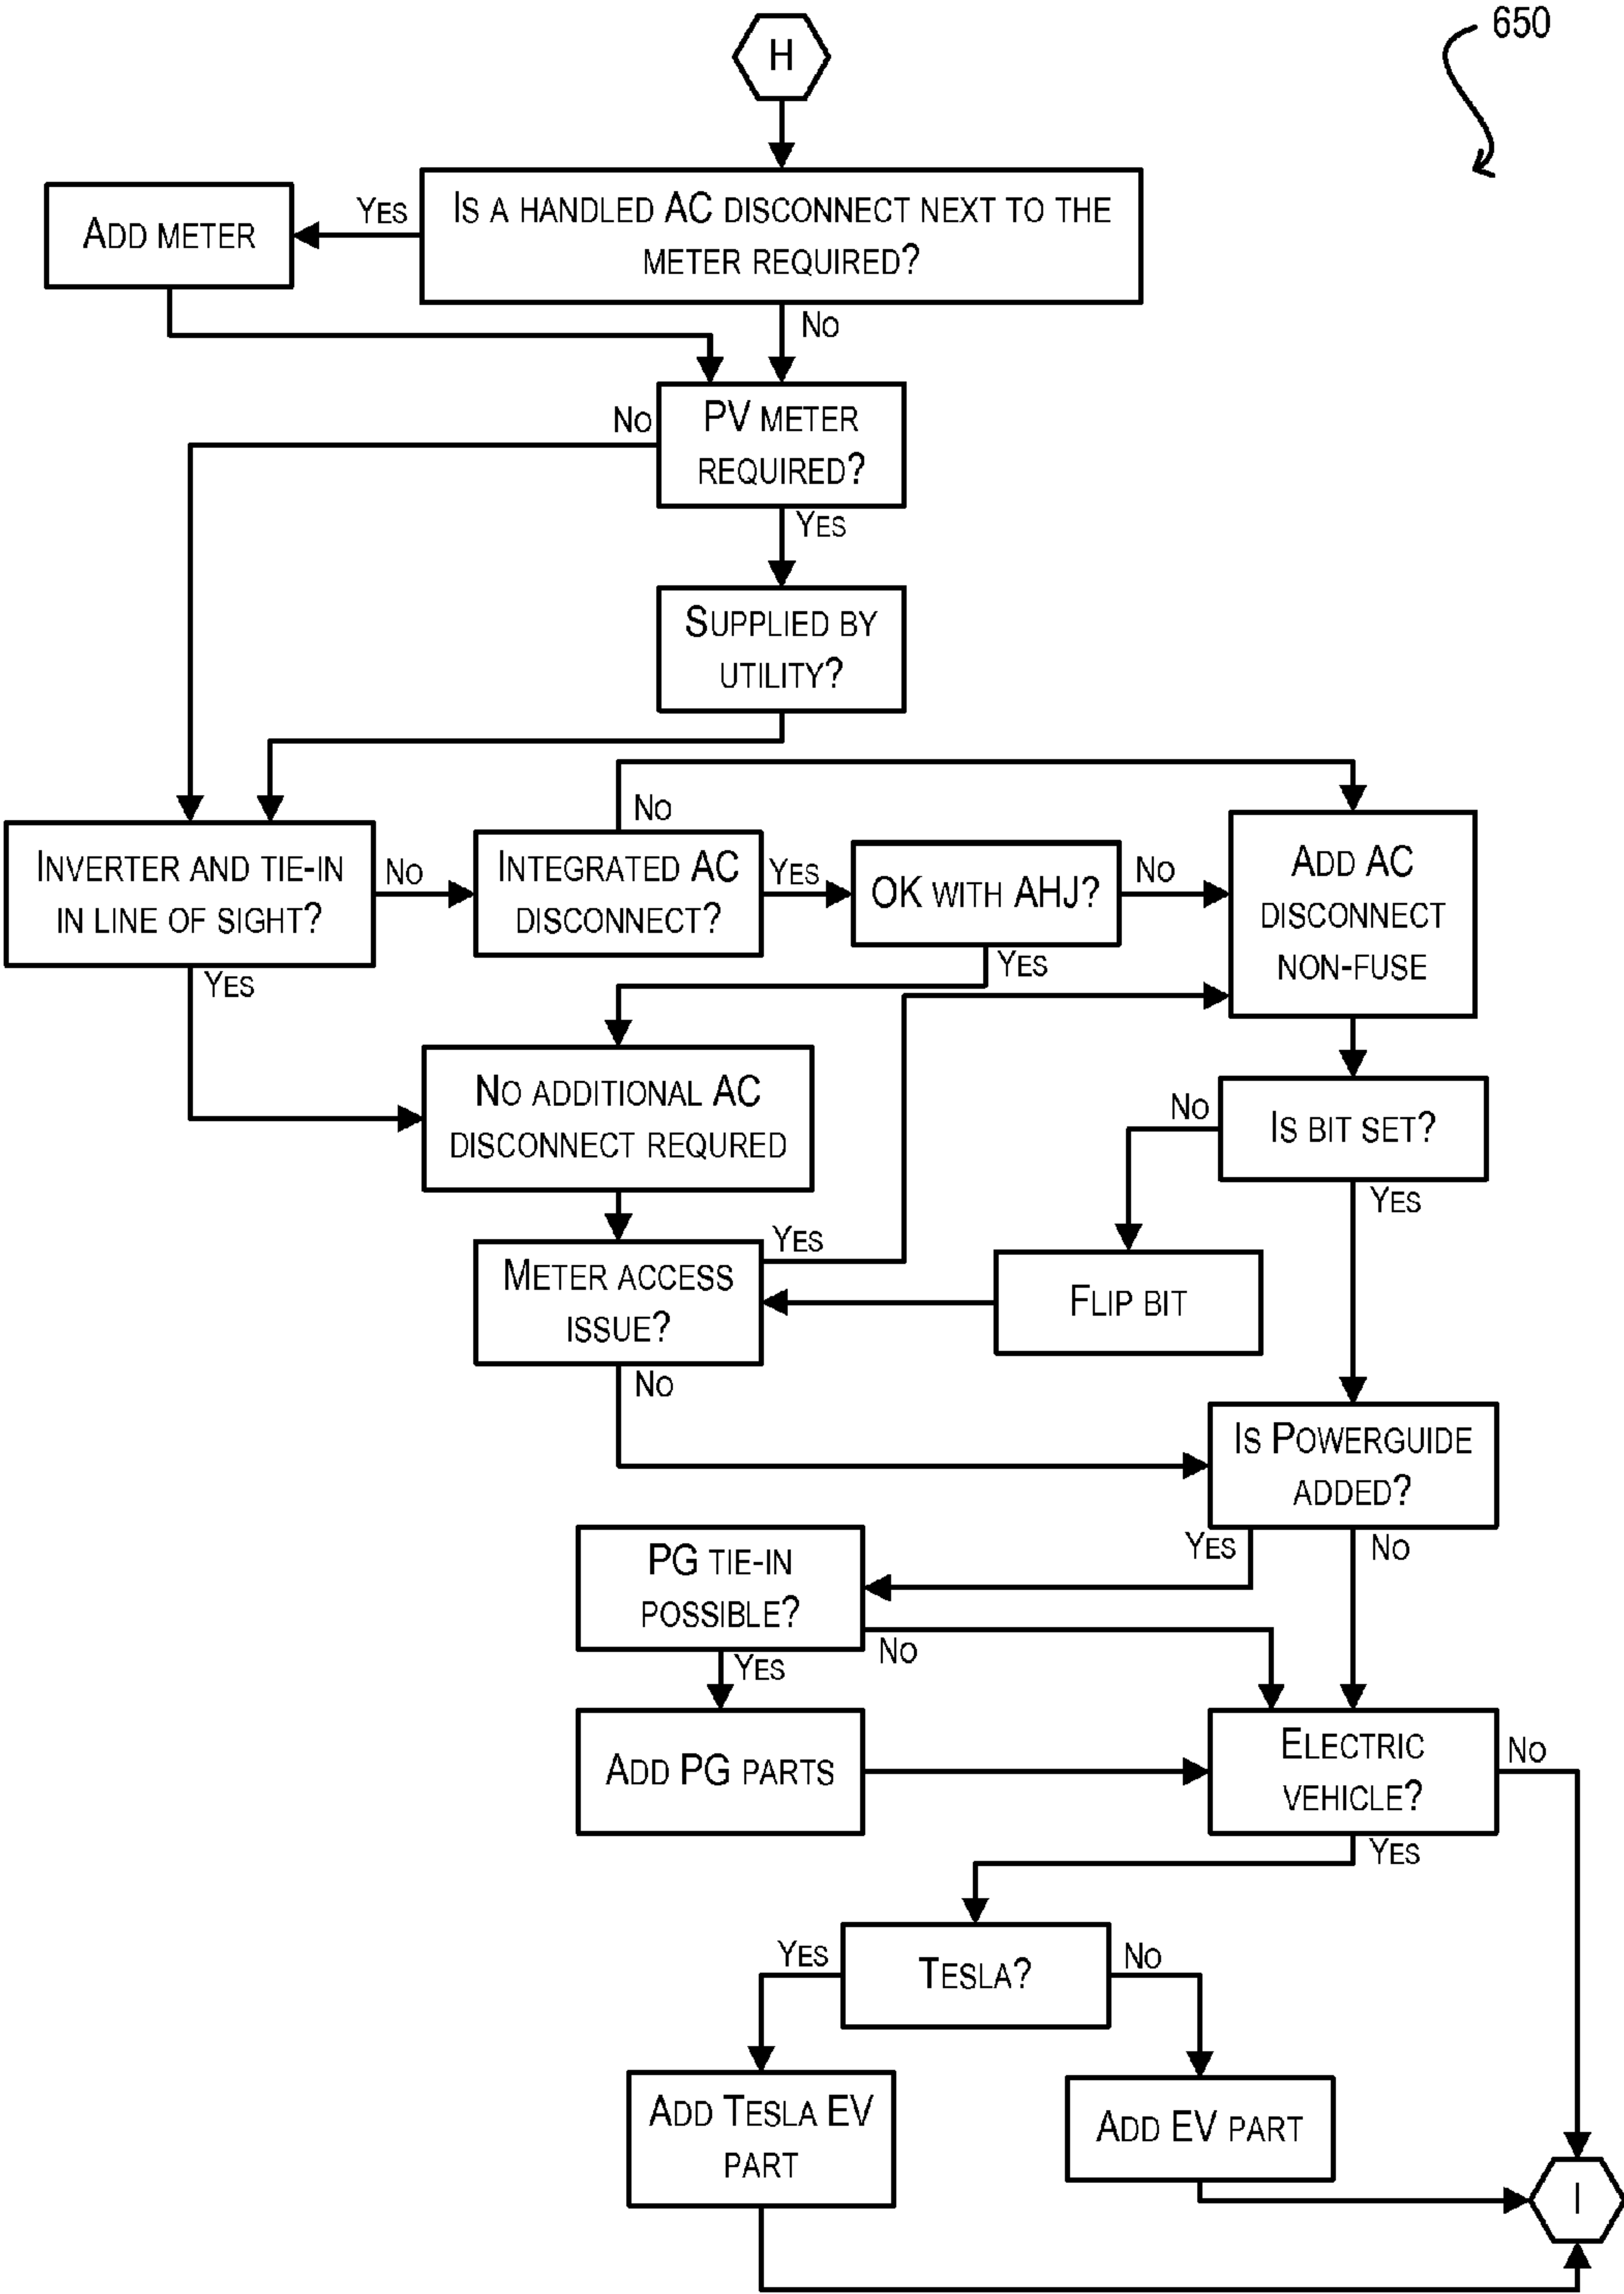 650
H
IS A HANDLED AC DISCONNECT NEXT TO THE
METER REQUIRED?
YES
ADD METER
NO
PV METER
REQUIRED?
NO
YES
SUPPLIED BY
UTILITY?
INVERTER AND TIE-IN
IN LINE OF SIGHT?
NO
YES
INTEGRATED AC
DISCONNECT?
NO
YES
OK WITH AHJ?
NO
YES
ADD AC
DISCONNECT
NON-FUSE
NO ADDITIONAL AC
DISCONNECT REQURED
IS BIT SET?
NO
YES
METER ACCESS
ISSUE?
YES
NO
FLIP BIT
IS POWERGUIDE
ADDED?
YES
NO
PG TIE-IN
POSSIBLE?
NO
YES
ADD PG PARTS
ELECTRIC
VEHICLE?
NO
YES
TESLA?
YES
NO
ADD TESLA EV
PART
ADD EV PART
I